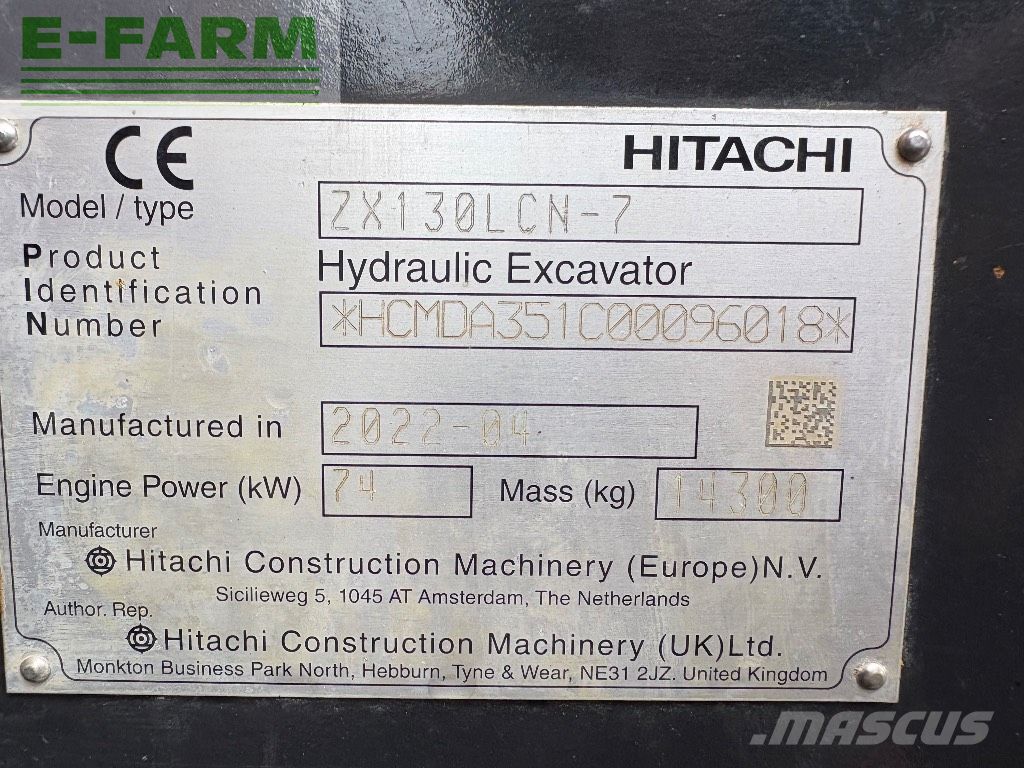 E-FARM
CE HITACHI
Model / type ZX130LCN-7
Product Hydraulic Excavator
Identification
Number *HCMDA351C00096018*
Manufactured in 2022-04
Engine Power (kW) 74 Mass (kg) 14300
Manufacturer
Hitachi Construction Machinery (Europe) N.V.
Sicilieweg 5, 1045 AT Amsterdam, The Netherlands
Author. Rep.
Hitachi Construction Machinery (UK) Ltd.
Monkton Business Park North, Hebburn, Tyne & Wear, NE31 2JZ. United Kingdom
MASCUS